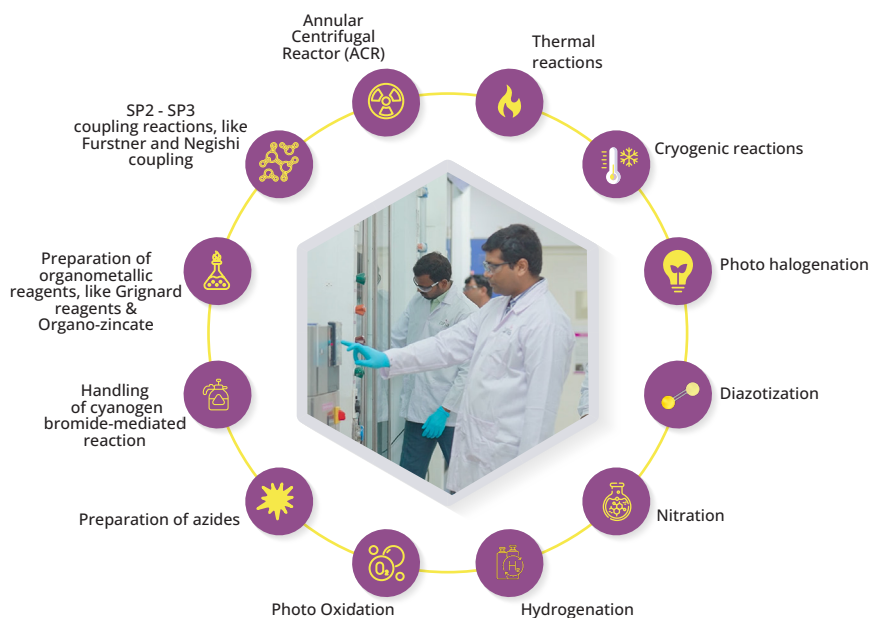 Annular
Centrifugal
Reactor (ACR)
Thermal
reactions
Cryogenic reactions
Photo halogenation
Diazotization
Nitration
Hydrogenation
H₂
Photo Oxidation
O₂
Preparation of azides
Handling
of cyanogen
bromide-mediated
reaction
Preparation of
organometallic
reagents, like Grignard
reagents &
Organo-zincate
SP2 - SP3
coupling reactions, like
Furstner and Negishi
coupling